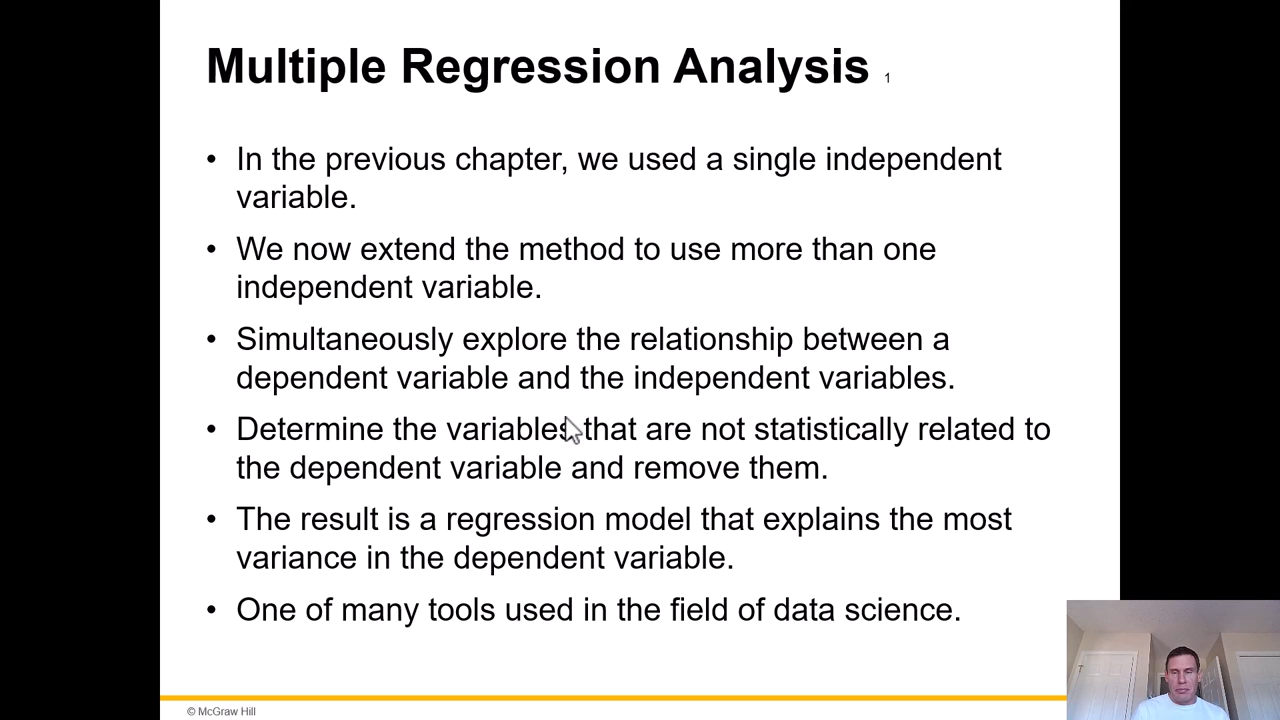 Multiple Regression Analysis 1
• In the previous chapter, we used a single independent
variable.
• We now extend the method to use more than one
independent variable.
• Simultaneously explore the relationship between a
dependent variable and the independent variables.
• Determine the variables that are not statistically related to
the dependent variable and remove them.
• The result is a regression model that explains the most
variance in the dependent variable.
• One of many tools used in the field of data science.
© McGraw Hill